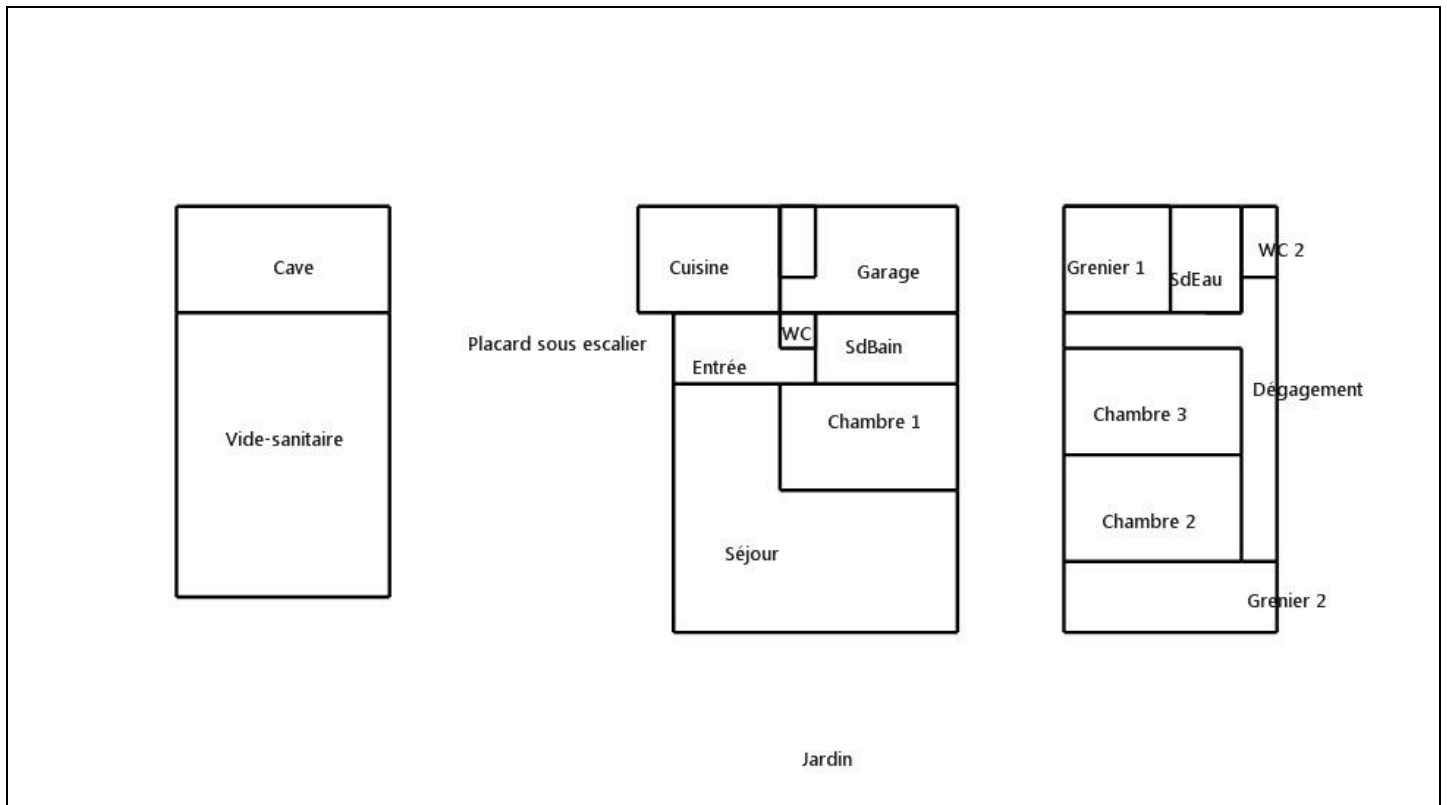 WC 2
Cave
Cuisine
Grenier 1
Garage
SdEau
WC
Placard sous escalier
SdBain
Entrée
Dégagement
Chambre 3
Chambre 1
Vide-sanitaire
Chambre 2
Séjour
Grenier 2
Jardin